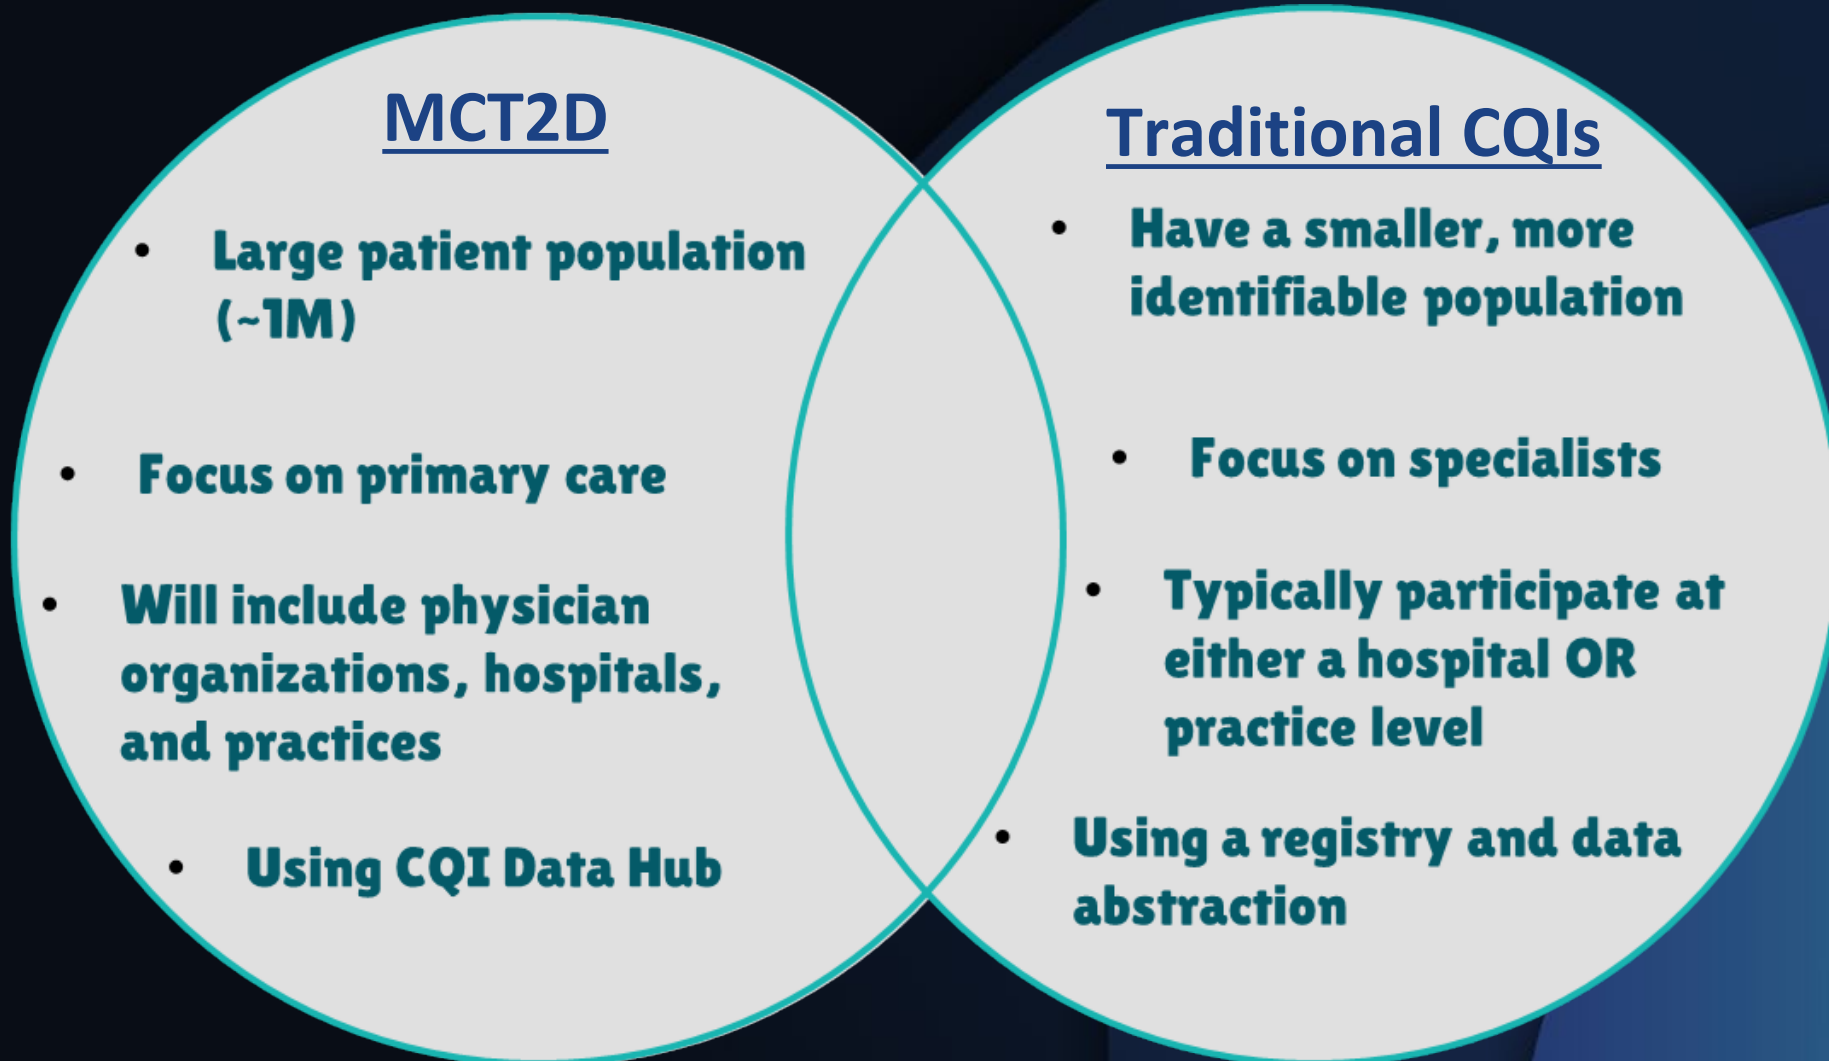 MCT2D
• Large patient population
(~1M)
• Focus on primary care
• Will include physician
organizations, hospitals,
and practices
• Using CQI Data Hub
Traditional CQIs
• Have a smaller, more
identifiable population
• Focus on specialists
• Typically participate at
either a hospital OR
practice level
• Using a registry and data
abstraction